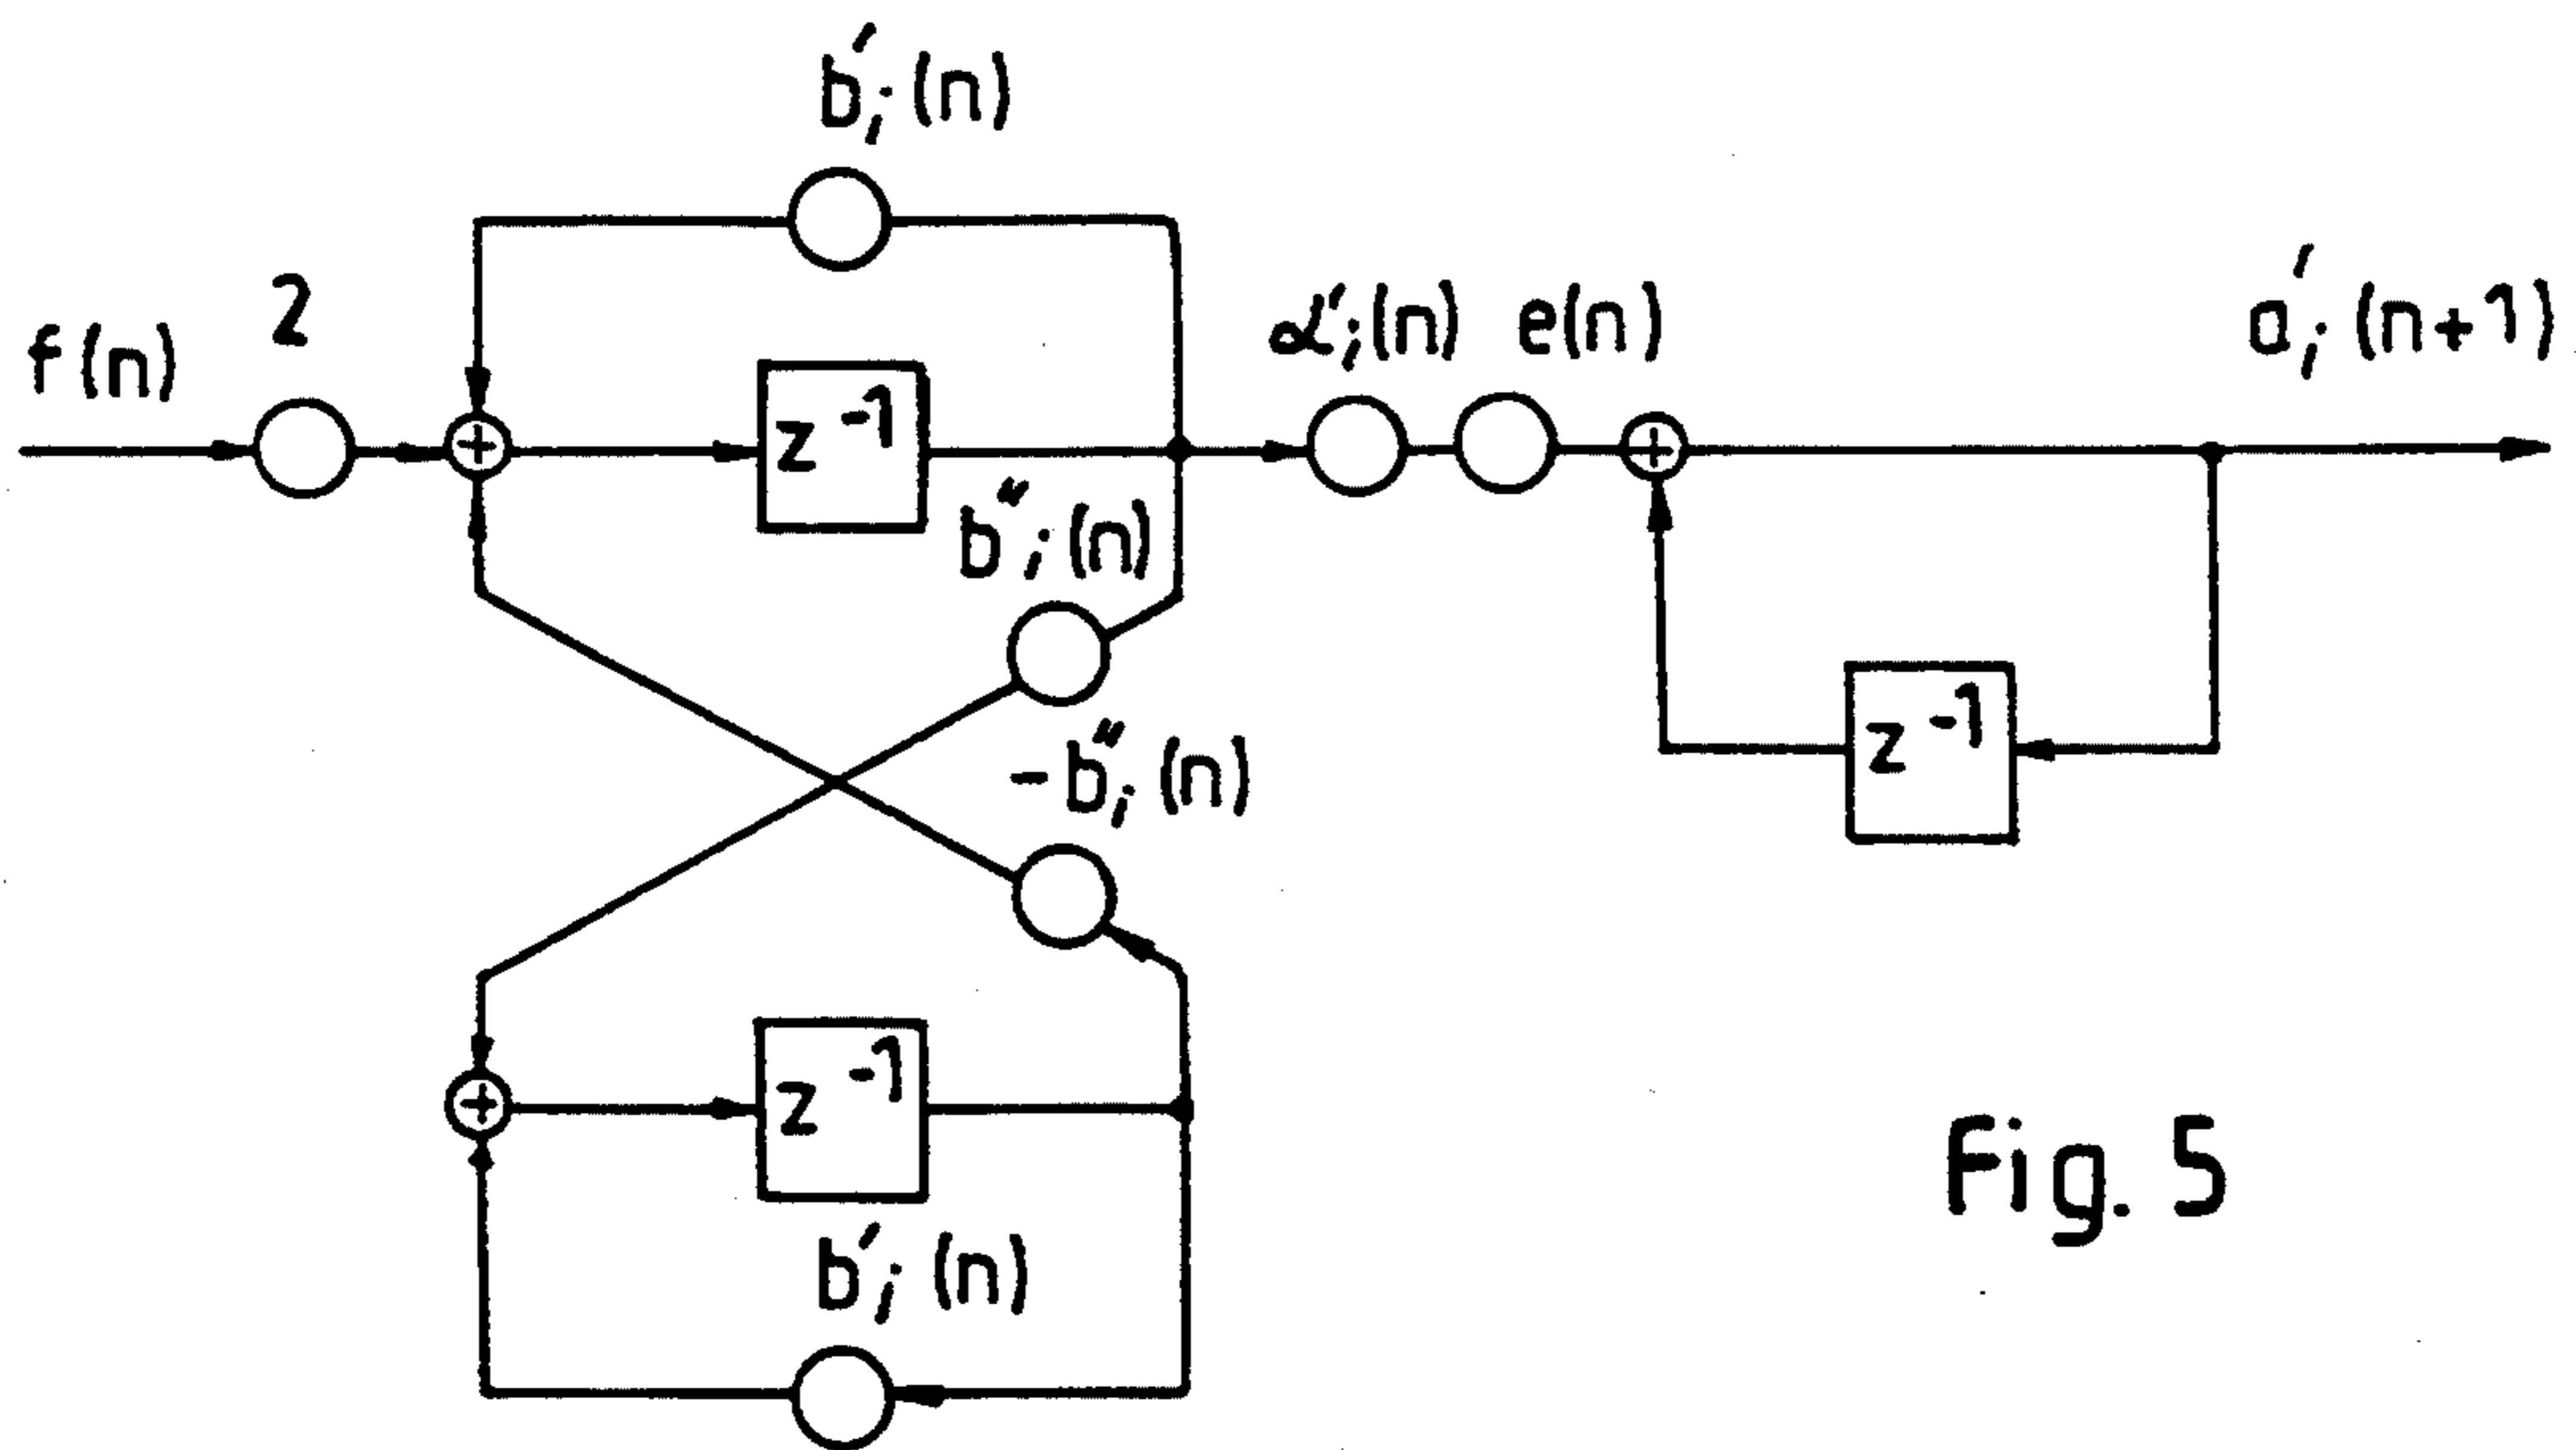 b′i(n)
f(n)
2
+
z-1
b″i(n)
α′i(n)
e(n)
+
a′i(n+1)
-b″i(n)
z-1
+
z-1
b′i(n)
Fig. 5